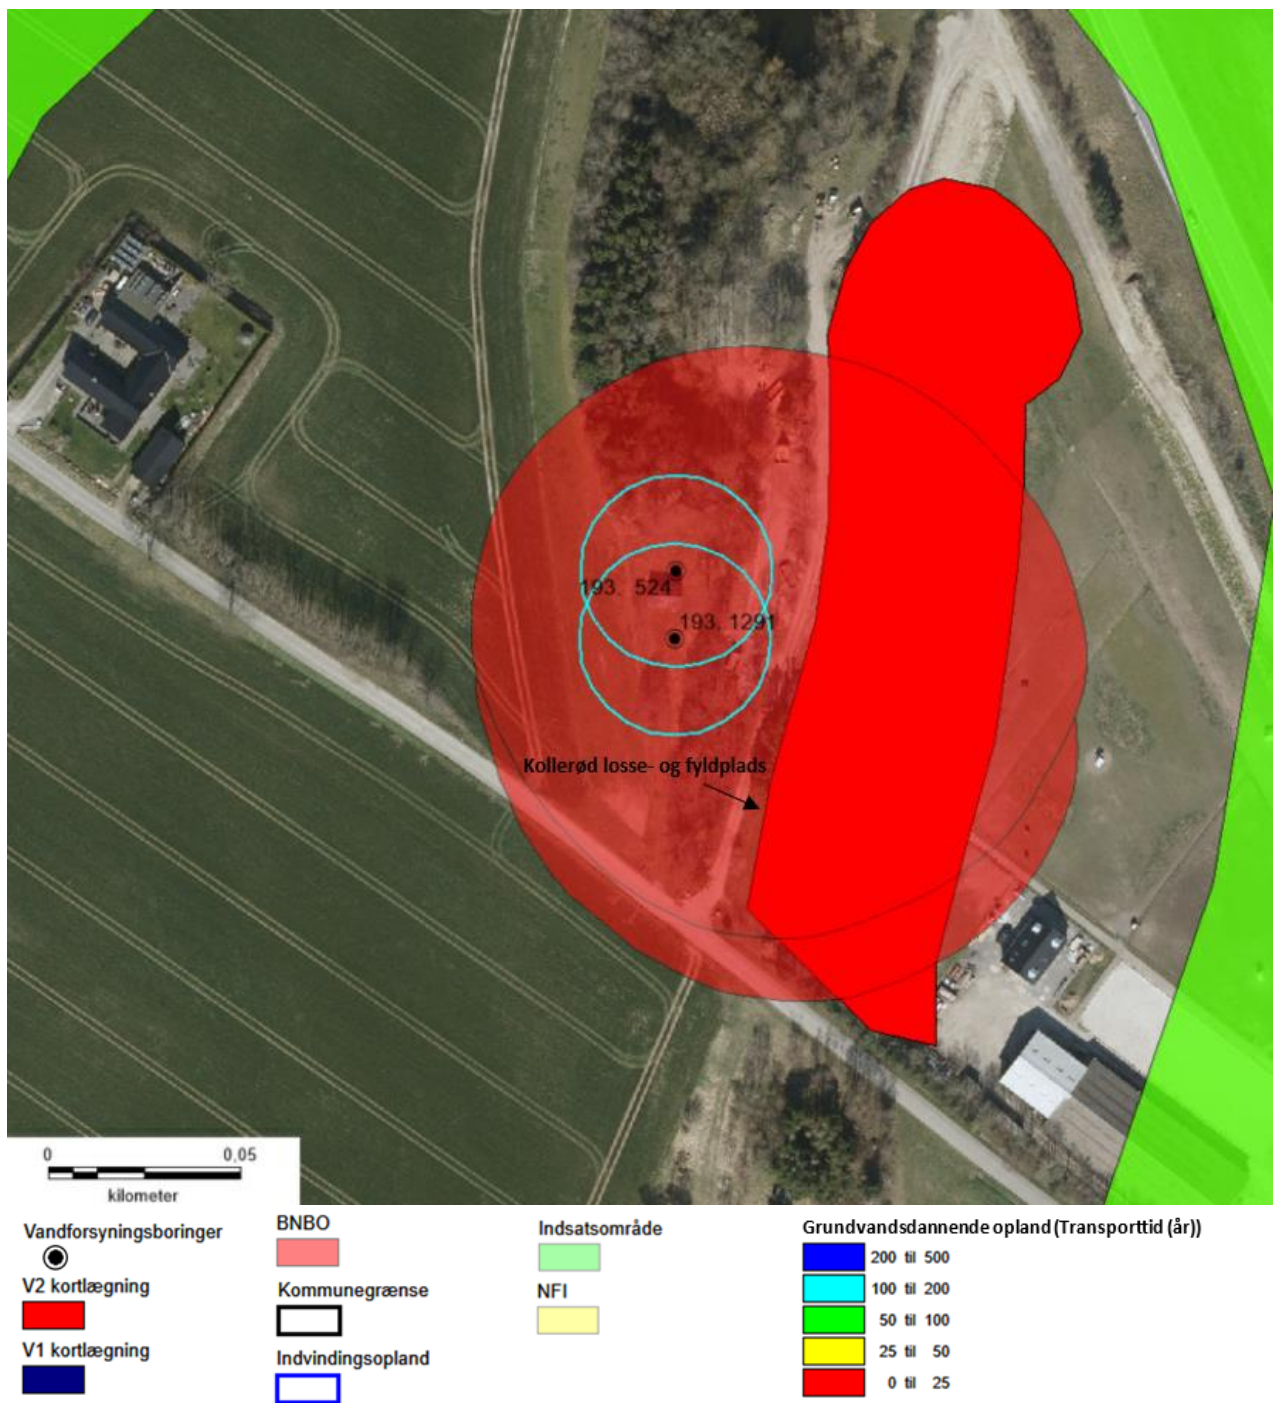 193. 524
193. 1291
Kollerød losse- og fyldplads
0 0,05
kilometer
Vandforsyningsboringer
V2 kortlægning
V1 kortlægning
BNBO
Kommunegrænse
Indvindingsopland
Indsatsområde
NFI
Grundvandsdannende opland (Transporttid (år))
200 til 500
100 til 200
50 til 100
25 til 50
0 til 25